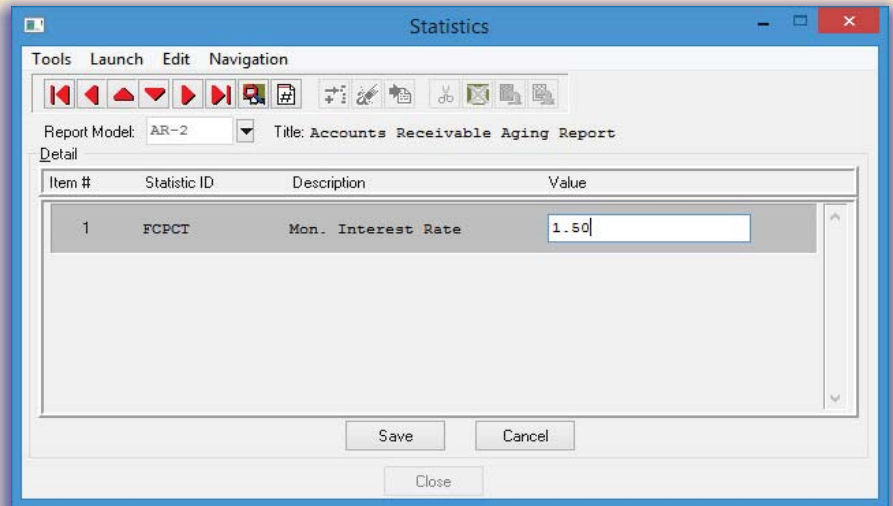 Statistics
Tools Launch Edit Navigation
Report Model: AR-2 Title: Accounts Receivable Aging Report
Detail
Item # Statistic ID Description Value
1 FCPCT Mon. Interest Rate 1.50
Save Cancel
Close